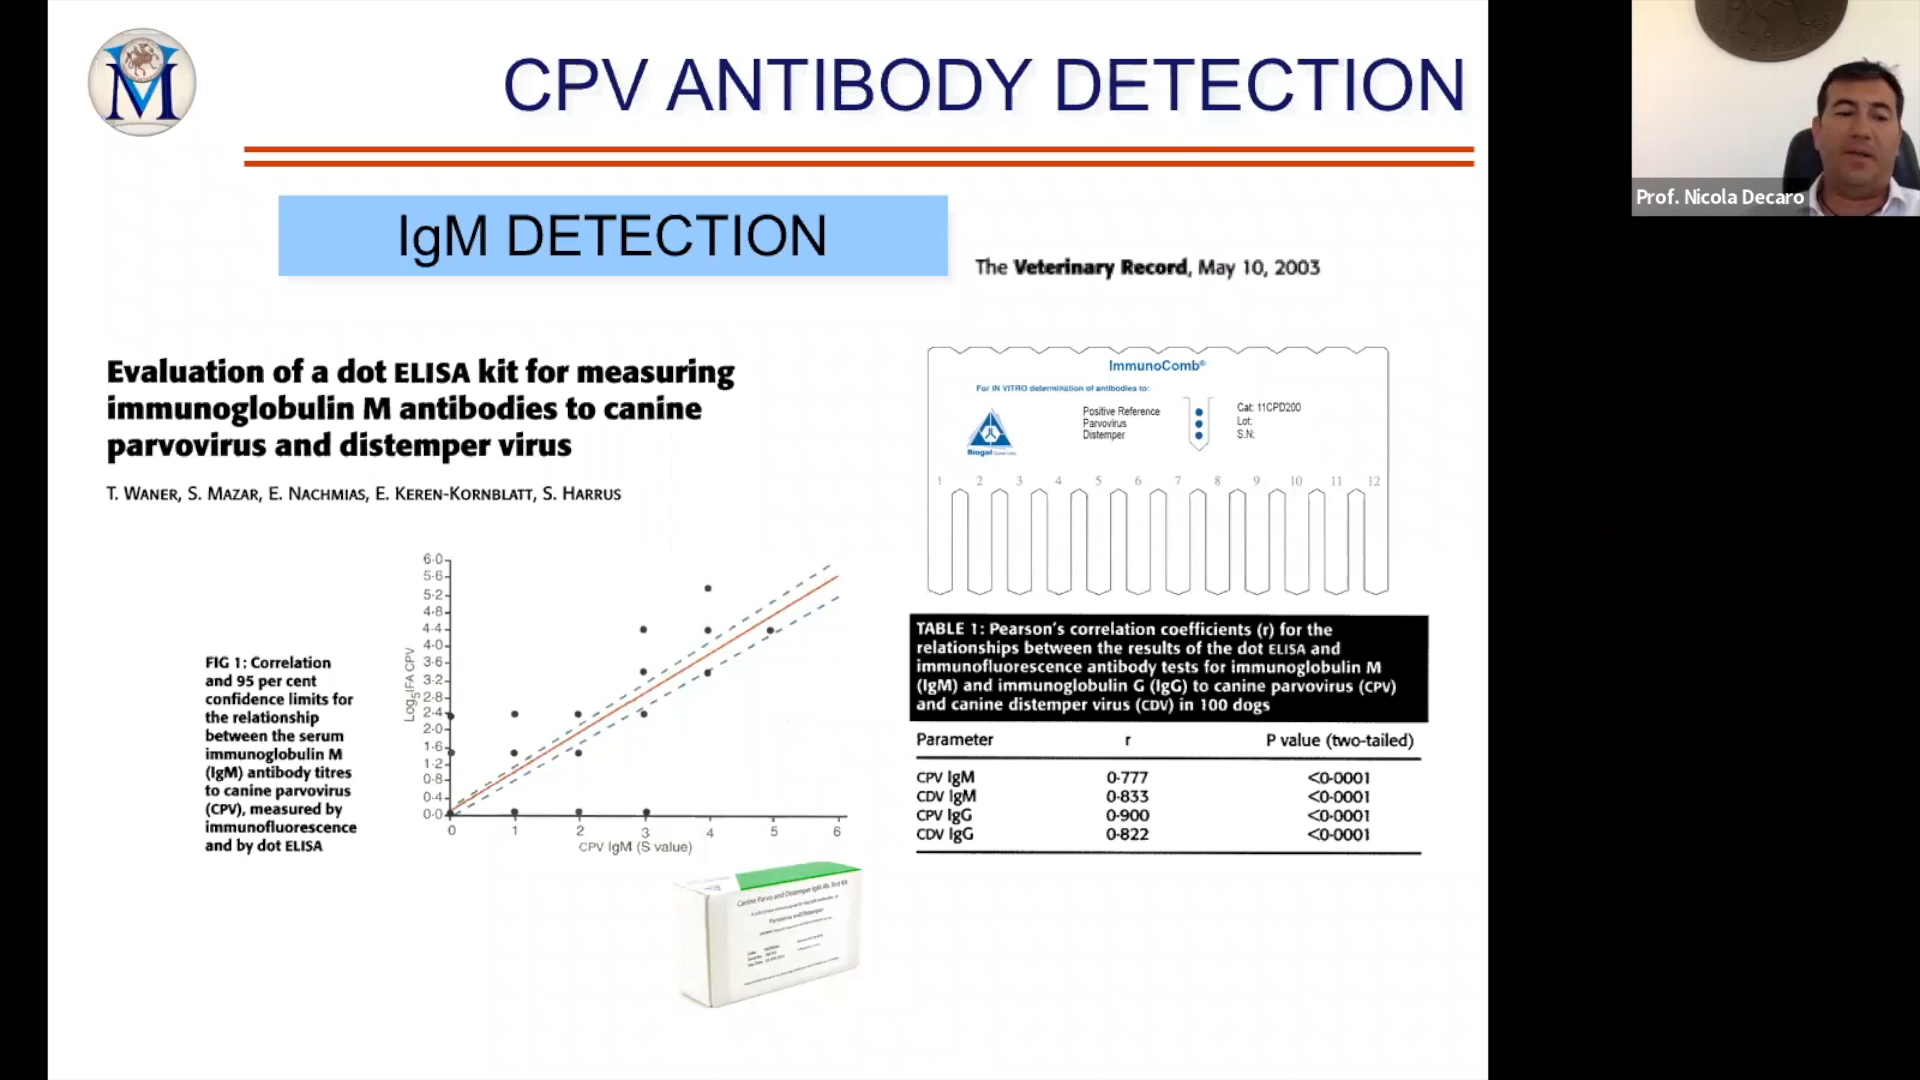 CPV ANTIBODY DETECTION
Prof. Nicola Decaro
IgM DETECTION
The Veterinary Record, May 10, 2003
Evaluation of a dot ELISA kit for measuring
immunoglobulin M antibodies to canine
parvovirus and distemper virus
T. WANER, S. MAZAR, E. NACHMIAS, E. KEREN-KORNBLATT, S. HARRUS
ImmunoComb®
For IN VITRO determination of antibodies to:
Positive Reference
Parvovirus
Distemper
Cat: 11CPD200
Lot:
S.N:
Biogal
1 2 3 4 5 6 7 8 9 10 11 12
FIG 1: Correlation
and 95 per cent
confidence limits for
the relationship
between the serum
immunoglobulin M
(IgM) antibody titres
to canine parvovirus
(CPV), measured by
immunofluorescence
and by dot ELISA
Log5IFA CPV
6·0
5·6
5·2
4·8
4·4
4·0
3·6
3·2
2·8
2·4
2·0
1·6
1·2
0·8
0·4
0·0
0 1 2 3 4 5 6
CPV IgM (S value)
TABLE 1: Pearson's correlation coefficients (r) for the
relationships between the results of the dot ELISA and
immunofluorescence antibody tests for immunoglobulin M
(IgM) and immunoglobulin G (IgG) to canine parvovirus (CPV)
and canine distemper virus (CDV) in 100 dogs
Parameter r P value (two-tailed)
CPV IgM 0·777 <0·0001
CDV IgM 0·833 <0·0001
CPV IgG 0·900 <0·0001
CDV IgG 0·822 <0·0001
Canine Parvo and Distemper IgM Ab Test Kit